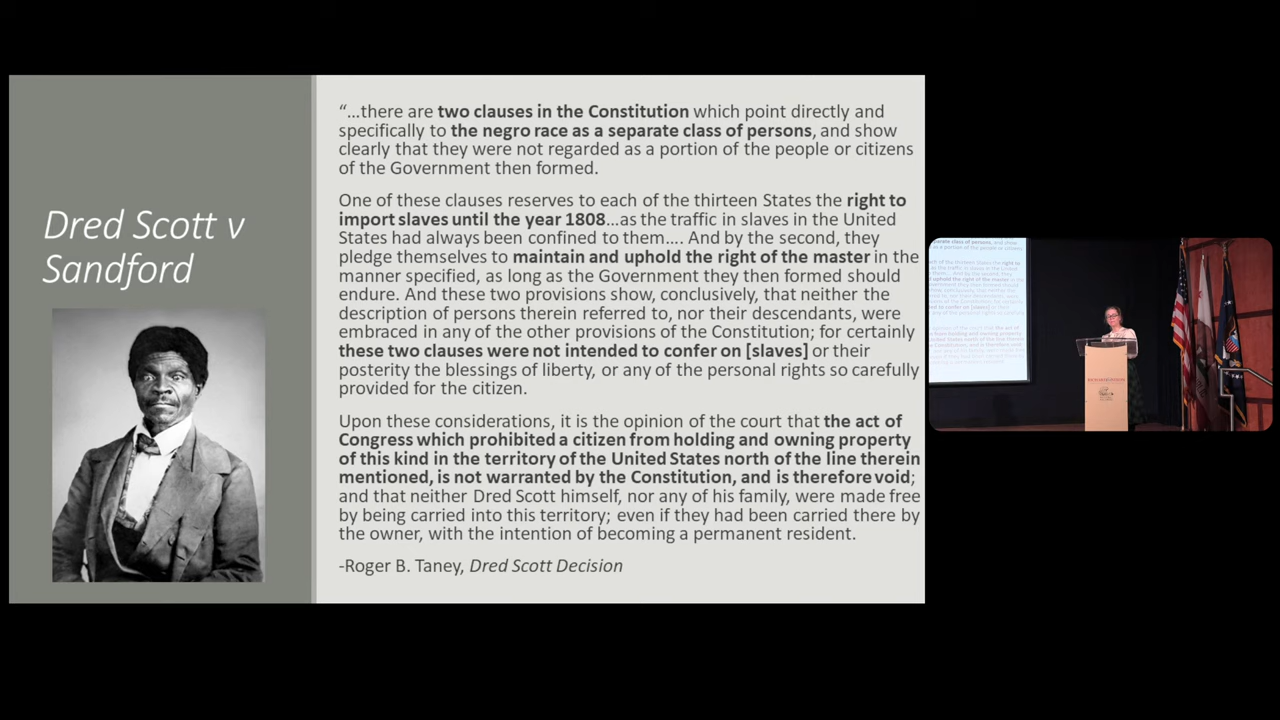 Dred Scott v
Sandford
“...there are two clauses in the Constitution which point directly and
specifically to the negro race as a separate class of persons, and show
clearly that they were not regarded as a portion of the people or citizens
of the Government then formed.
One of these clauses reserves to each of the thirteen States the right to
import slaves until the year 1808...as the traffic in slaves in the United
States had always been confined to them.... And by the second, they
pledge themselves to maintain and uphold the right of the master in the
manner specified, as long as the Government they then formed should
endure. And these two provisions show, conclusively, that neither the
description of persons therein referred to, nor their descendants, were
embraced in any of the other provisions of the Constitution; for certainly
these two clauses were not intended to confer on [slaves] or their
posterity the blessings of liberty, or any of the personal rights so carefully
provided for the citizen.
Upon these considerations, it is the opinion of the court that the act of
Congress which prohibited a citizen from holding and owning property
of this kind in the territory of the United States north of the line therein
mentioned, is not warranted by the Constitution, and is therefore void;
and that neither Dred Scott himself, nor any of his family, were made free
by being carried into this territory; even if they had been carried there by
the owner, with the intention of becoming a permanent resident.
-Roger B. Taney, Dred Scott Decision